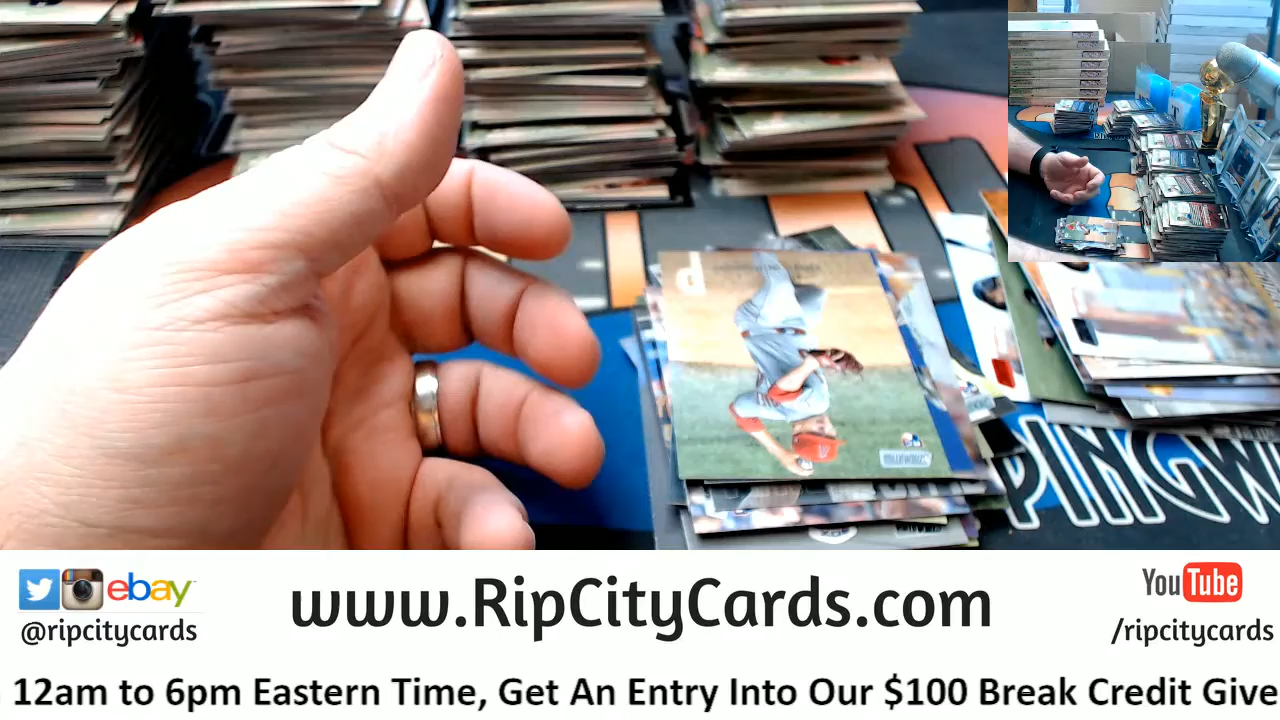 PINGW
ebay
@ripcitycards
www.RipCityCards.com
YouTube
/ripcitycards
12am to 6pm Eastern Time, Get An Entry Into Our $100 Break Credit Give